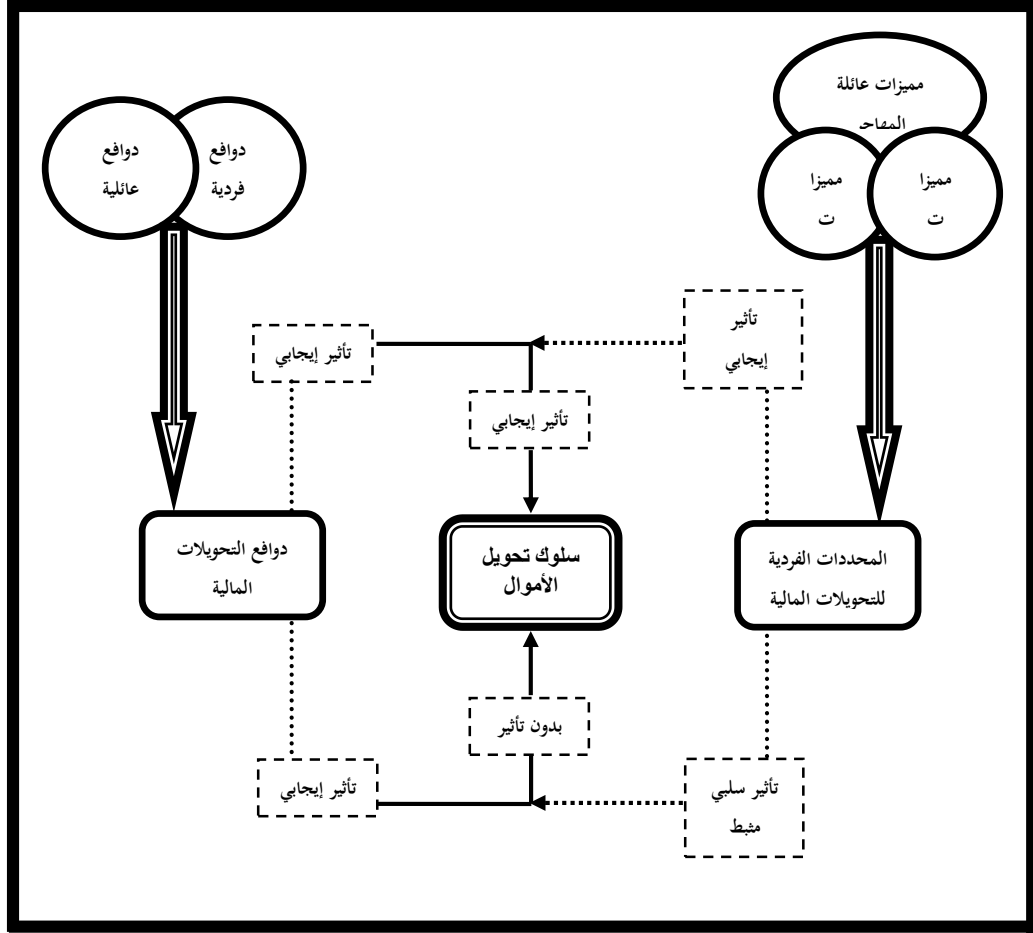 مميزات عائلة
المهاجر
مميزا
ت
مميزا
ت
دوافع
فردية
دوافع
عائلية
تأثير
إيجابي
تأثير إيجابي
تأثير إيجابي
المحددات الفردية
للتحويلات المالية
سلوك تحويل
الأموال
دوافع التحويلات
المالية
بدون تأثير
تأثير سلبي
مثبط
تأثير إيجابي